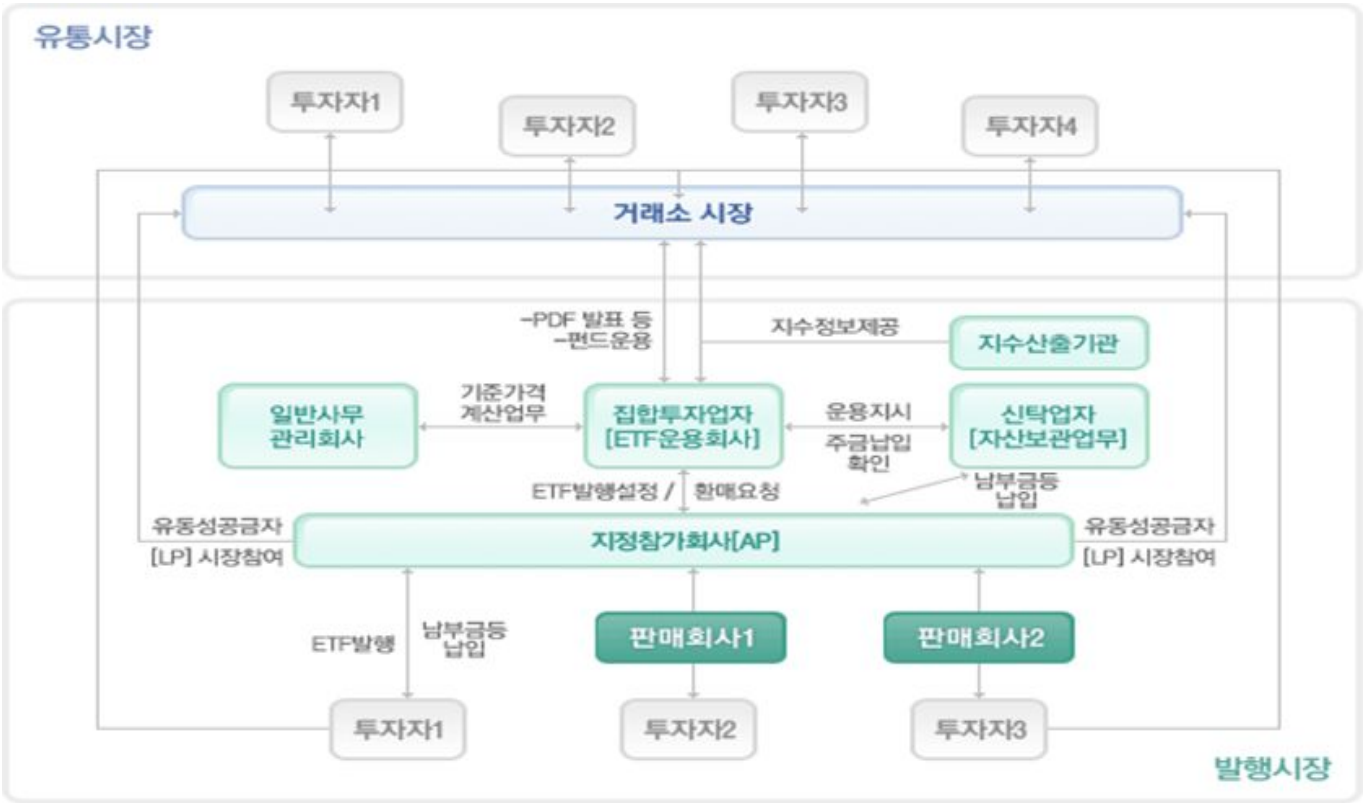 유통시장
투자자1
투자자2
투자자3
투자자4
거래소 시장
-PDF 발표 등
-펀드운용
지수정보제공
지수산출기관
일반사무
관리회사
기준가격
계산업무
집합투자업자
[ETF운용회사]
운용지시
주금납입
확인
신탁업자
[자산보관업무]
ETF발행설정 / 환매요청
납부금등
납입
유동성공급자
[LP] 시장참여
지정참가회사[AP]
유동성공급자
[LP] 시장참여
ETF발행
납부금등
납입
판매회사1
판매회사2
투자자1
투자자2
투자자3
발행시장